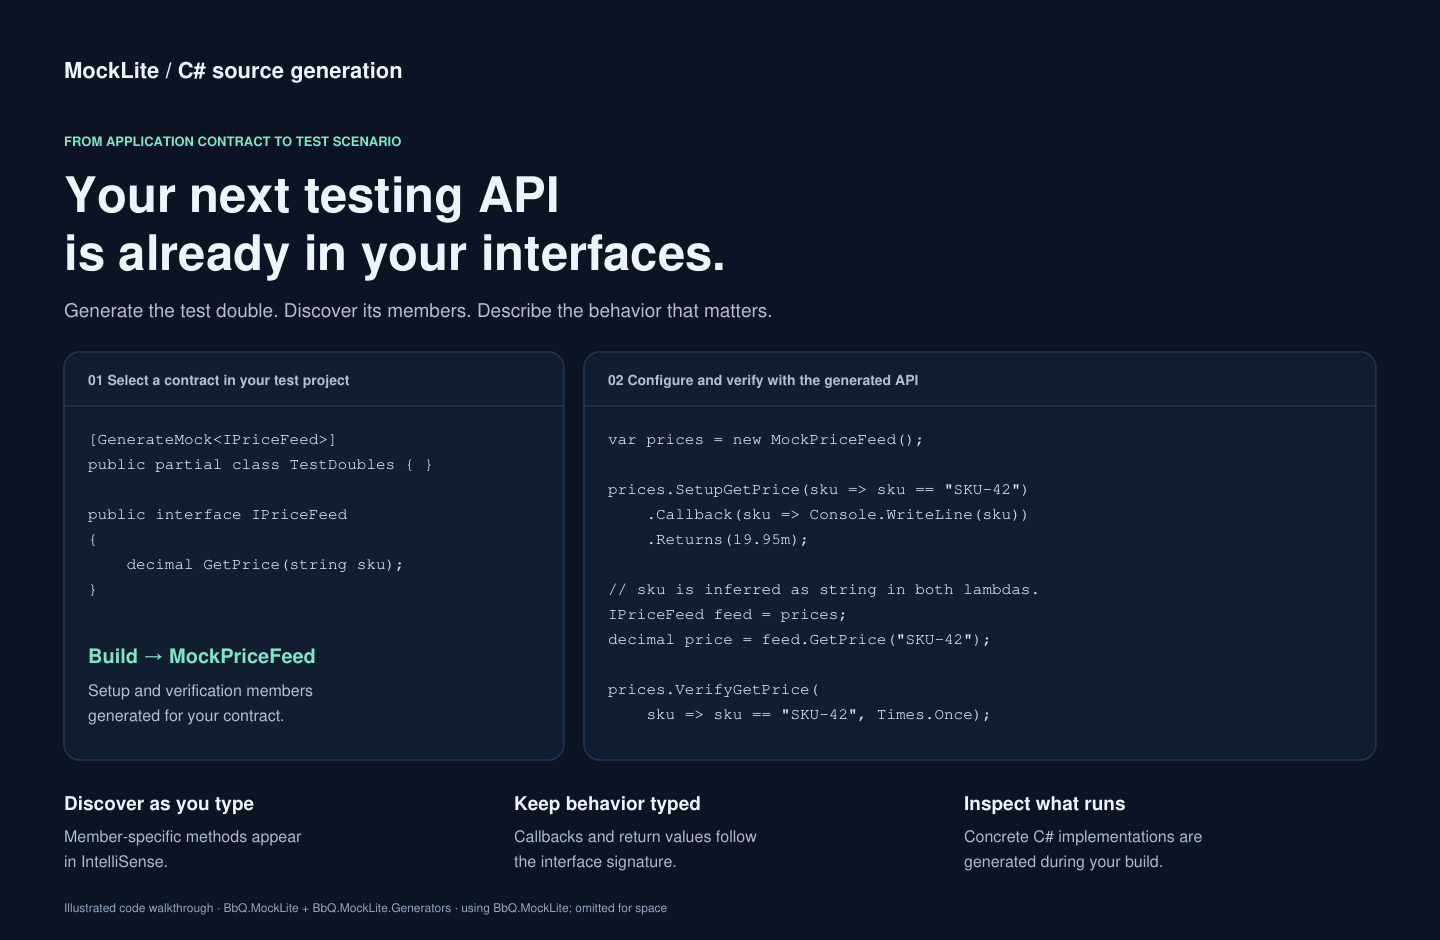 MockLite / C# source generation
FROM APPLICATION CONTRACT TO TEST SCENARIO
Your next testing API
is already in your interfaces.
Generate the test double. Discover its members. Describe the behavior that matters.
01 Select a contract in your test project
[GenerateMock<IPriceFeed>]
public partial class TestDoubles { }
public interface IPriceFeed
{
    decimal GetPrice(string sku);
}
Build → MockPriceFeed
Setup and verification members
generated for your contract.
02 Configure and verify with the generated API
var prices = new MockPriceFeed();
prices.SetupGetPrice(sku => sku == "SKU-42")
    .Callback(sku => Console.WriteLine(sku))
    .Returns(19.95m);
// sku is inferred as string in both lambdas.
IPriceFeed feed = prices;
decimal price = feed.GetPrice("SKU-42");
prices.VerifyGetPrice(
    sku => sku == "SKU-42", Times.Once);
Discover as you type
Member-specific methods appear
in IntelliSense.
Keep behavior typed
Callbacks and return values follow
the interface signature.
Inspect what runs
Concrete C# implementations are
generated during your build.
Illustrated code walkthrough · BbQ.MockLite + BbQ.MockLite.Generators · using BbQ.MockLite; omitted for space